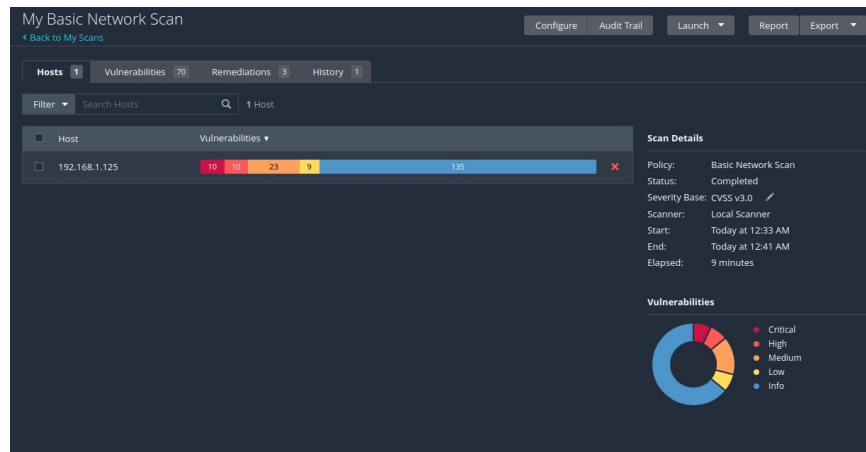 My Basic Network Scan
Back to My Scans
Configure Audit Trail Launch Report Export
Hosts 1 Vulnerabilities 70 Remediations 3 History 1
Filter Search Hosts 1 Host
Host Vulnerabilities
192.168.1.125 10 10 23 9 135
Scan Details
Policy: Basic Network Scan
Status: Completed
Severity Base: CVSS v3.0
Scanner: Local Scanner
Start: Today at 12:33 AM
End: Today at 12:41 AM
Elapsed: 9 minutes
Vulnerabilities
Critical
High
Medium
Low
Info